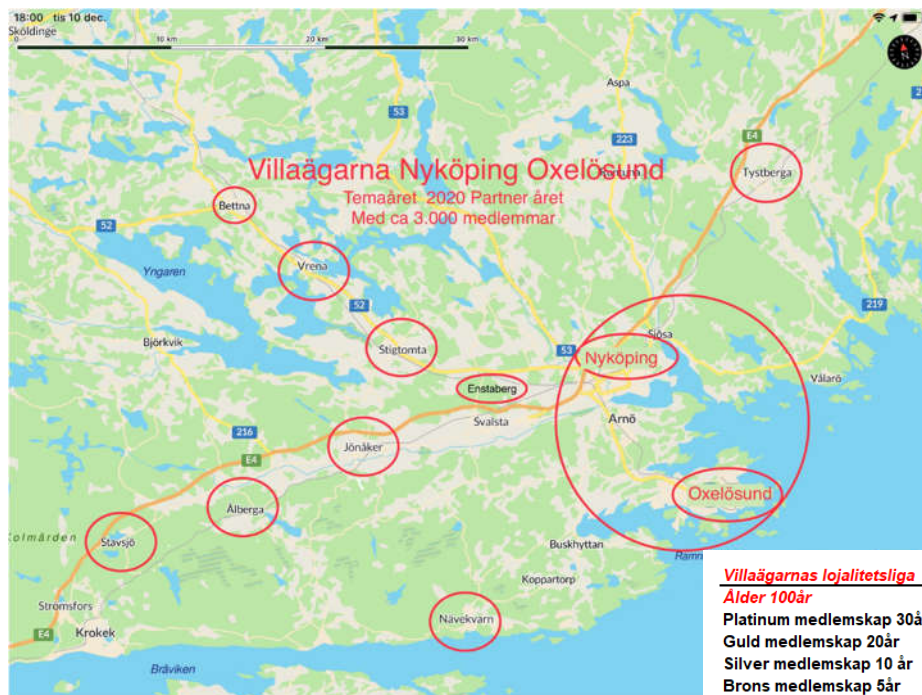 18:00 tis 10 dec.
Sköldinge
10 km 20 km 30 km
N
Aspa
53
223
E4
Villaägarna Nyköping Oxelösund
Tystberga
Temaåret 2020 Partner året
Bettna
Med ca 3.000 medlemmar
52
Vrena
Yngaren
52
219
Sjösa
Björkvik
Stigtomta
53
Nyköping
Vålarö
Enstaberg
Svalsta
Arnö
216
Jönåker
E4
Oxelösund
Ålberga
Kolmården
Stavsjö
Buskhyttan
Koppartorp
Strömsfors
Nävekvarn
E4
Krokek
Bråviken
Villaägarnas lojalitetsliga
Ålder 100år
Platinum medlemskap 30å
Guld medlemskap 20år
Silver medlemskap 10 år
Brons medlemskap 5år